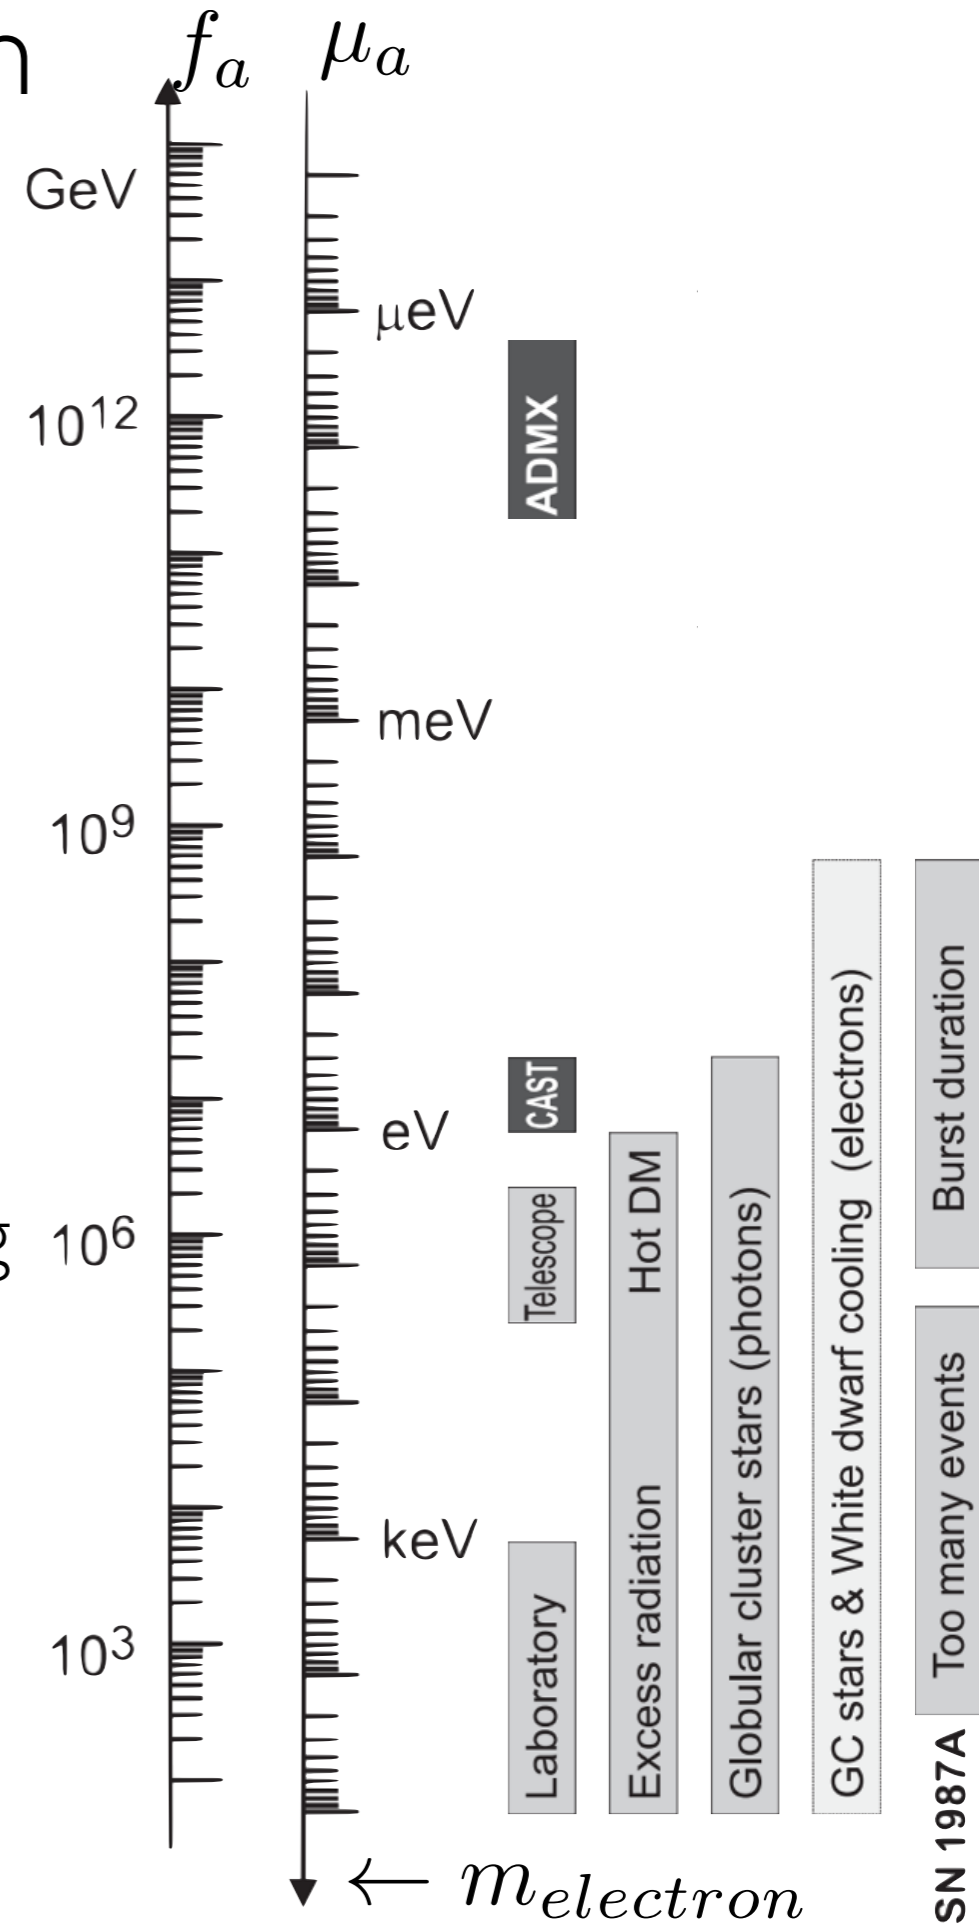 n
f_a
μ_a
GeV
μeV
10^12
ADMX
meV
10^9
eV
CAST
10^6
Telescope
Hot DM
Globular cluster stars (photons)
GC stars & White dwarf cooling (electrons)
Burst duration
keV
10^3
Laboratory
Excess radiation
Too many events
SN 1987A
← m_electron